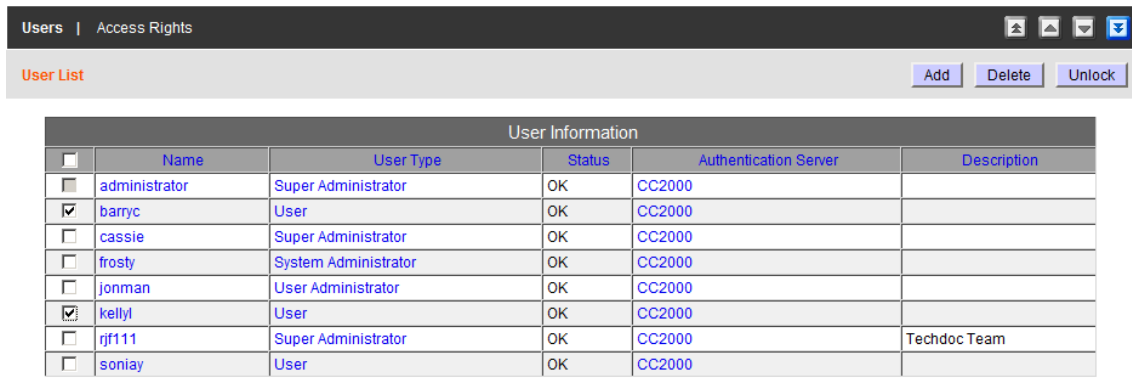 Users | Access Rights
User List Add Delete Unlock
User Information
Name User Type Status Authentication Server Description
administrator Super Administrator OK CC2000
barryc User OK CC2000
cassie Super Administrator OK CC2000
frosty System Administrator OK CC2000
jonman User Administrator OK CC2000
kellyl User OK CC2000
rjf111 Super Administrator OK CC2000 Techdoc Team
soniay User OK CC2000